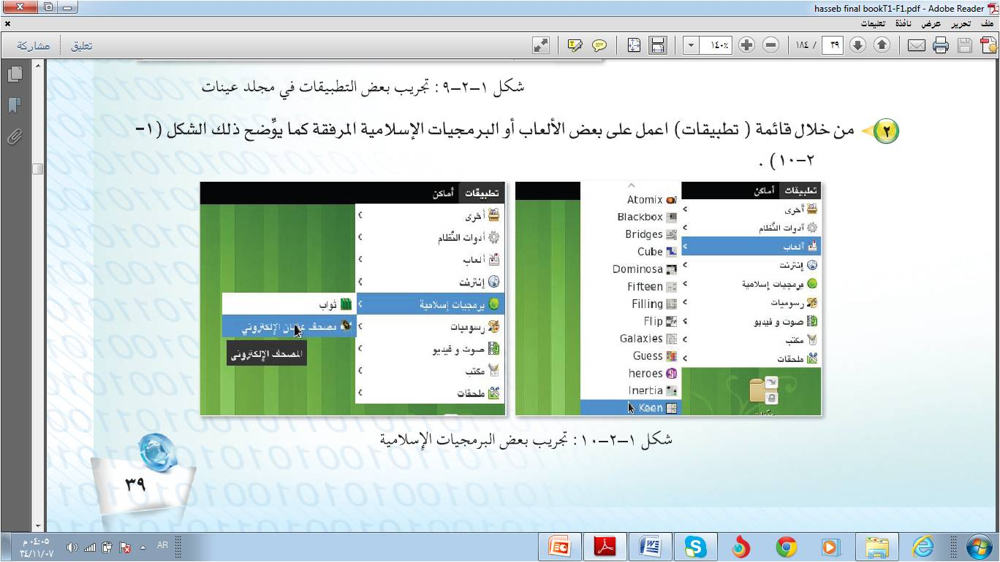 hasseb final bookT1-F1.pdf - Adobe Reader
ملف تحرير عرض نافذة تعليمات
٣٩ / ١٨٤ ١٤٠٪ تعليق مشاركة
شكل ١–٢–٩ : تجريب بعض التطبيقات في مجلد عينات
٢ من خلال قائمة ( تطبيقات) اعمل على بعض الألعاب أو البرمجيات الإسلامية المرفقة كما يوِّضح ذلك الشكل (١–
٢–١٠) .
تطبيقات أماكن
أخرى
أدوات النِّظام
ألعاب
إنترنت
برمجيات إسلامية
رسوميات
صوت و فيديو
مكتب
ملحقات
Atomix
Blackbox
Bridges
Cube
Dominosa
Fifteen
Filling
Flip
Galaxies
Guess
heroes
Inertia
Keen
تطبيقات أماكن
أخرى
أدوات النِّظام
ألعاب
إنترنت
برمجيات إسلامية
رسوميات
صوت و فيديو
مكتب
ملحقات
ثواب
مصحف عثمان الإلكتروني
المصحف الإلكتروني
شكل ١–٢–١٠ : تجريب بعض البرمجيات الإسلامية
٣٩
AR
٠٤:٠٥ م
٣٤/١١/٠٧